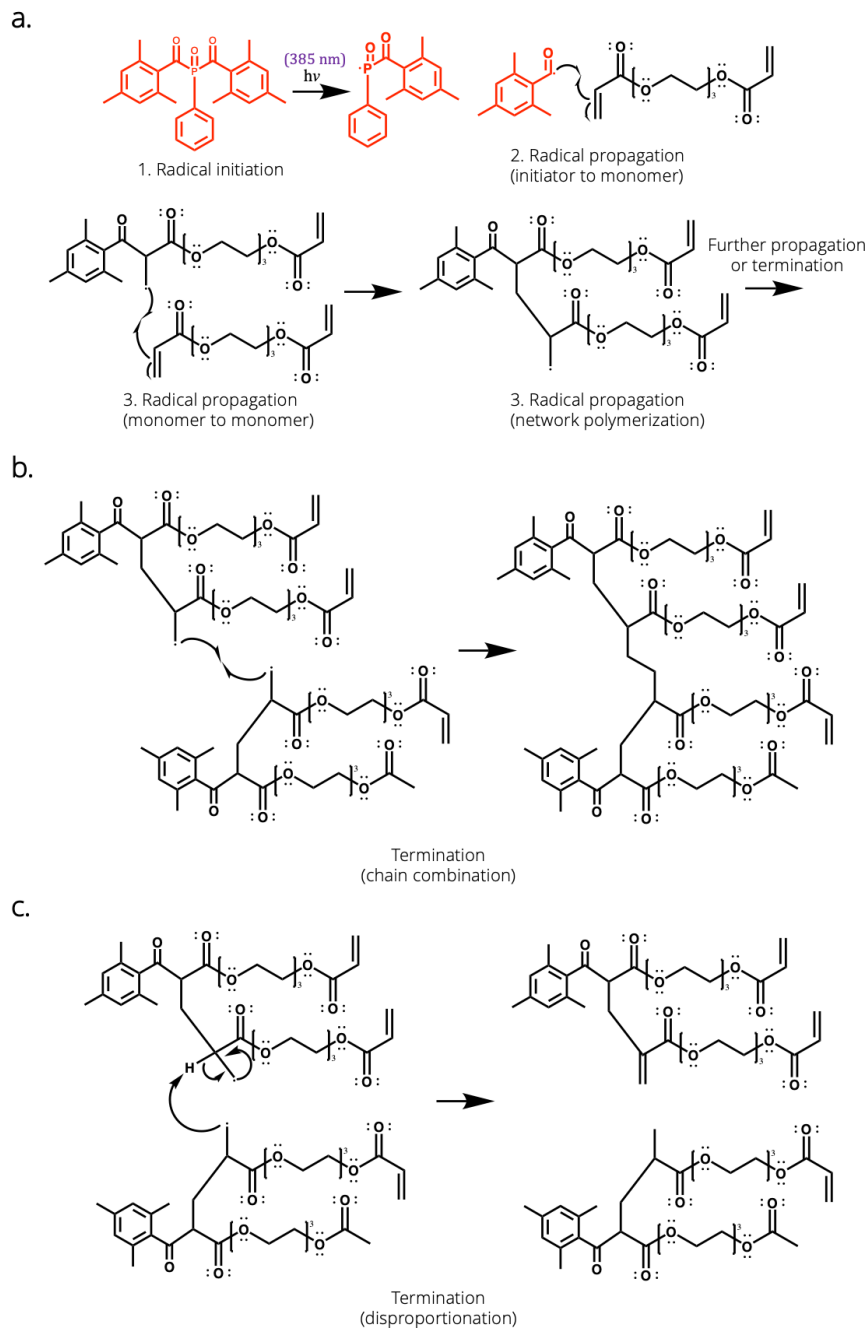 a.
(385 nm)
hν
1. Radical initiation
2. Radical propagation
(initiator to monomer)
3. Radical propagation
(monomer to monomer)
3. Radical propagation
(network polymerization)
Further propagation
or termination
b.
Termination
(chain combination)
c.
H
Termination
(disproportionation)